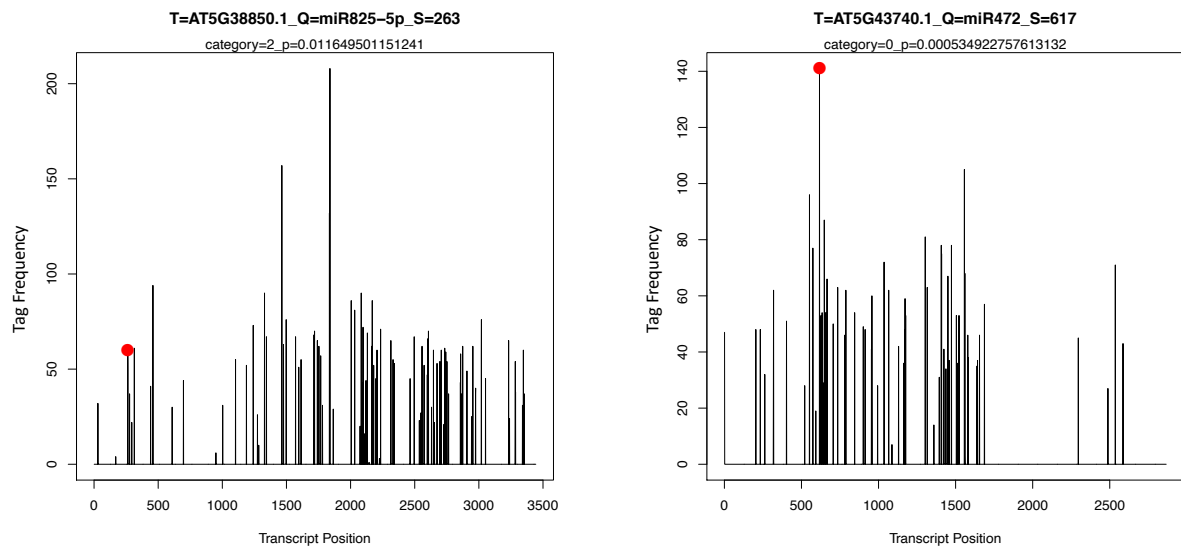 T=AT5G38850.1_Q=miR825−5p_S=263
category=2_p=0.011649501151241
Tag Frequency
200
150
100
50
0
0 500 1000 1500 2000 2500 3000 3500
Transcript Position
T=AT5G43740.1_Q=miR472_S=617
category=0_p=0.000534922757613132
Tag Frequency
140
120
100
80
60
40
20
0
0 500 1000 1500 2000 2500
Transcript Position